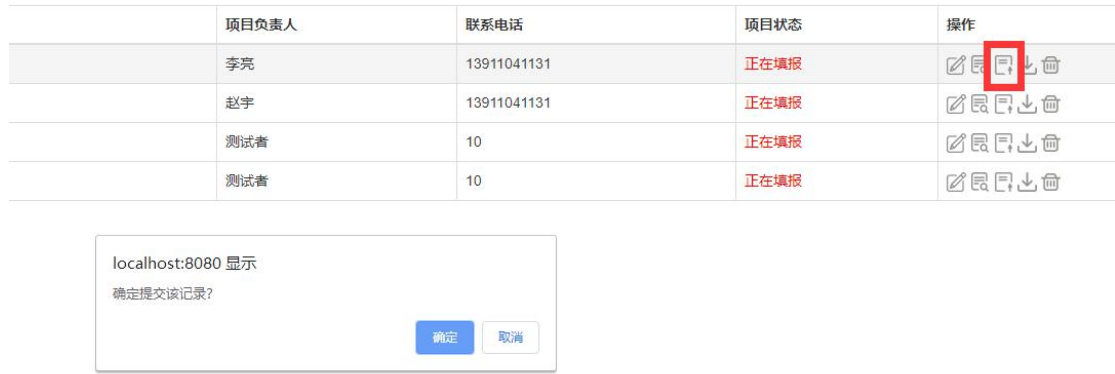 项目负责人 联系电话 项目状态 操作
李亮 13911041131 正在填报
赵宇 13911041131 正在填报
测试者 10 正在填报
测试者 10 正在填报
localhost:8080 显示
确定提交该记录?
确定 取消